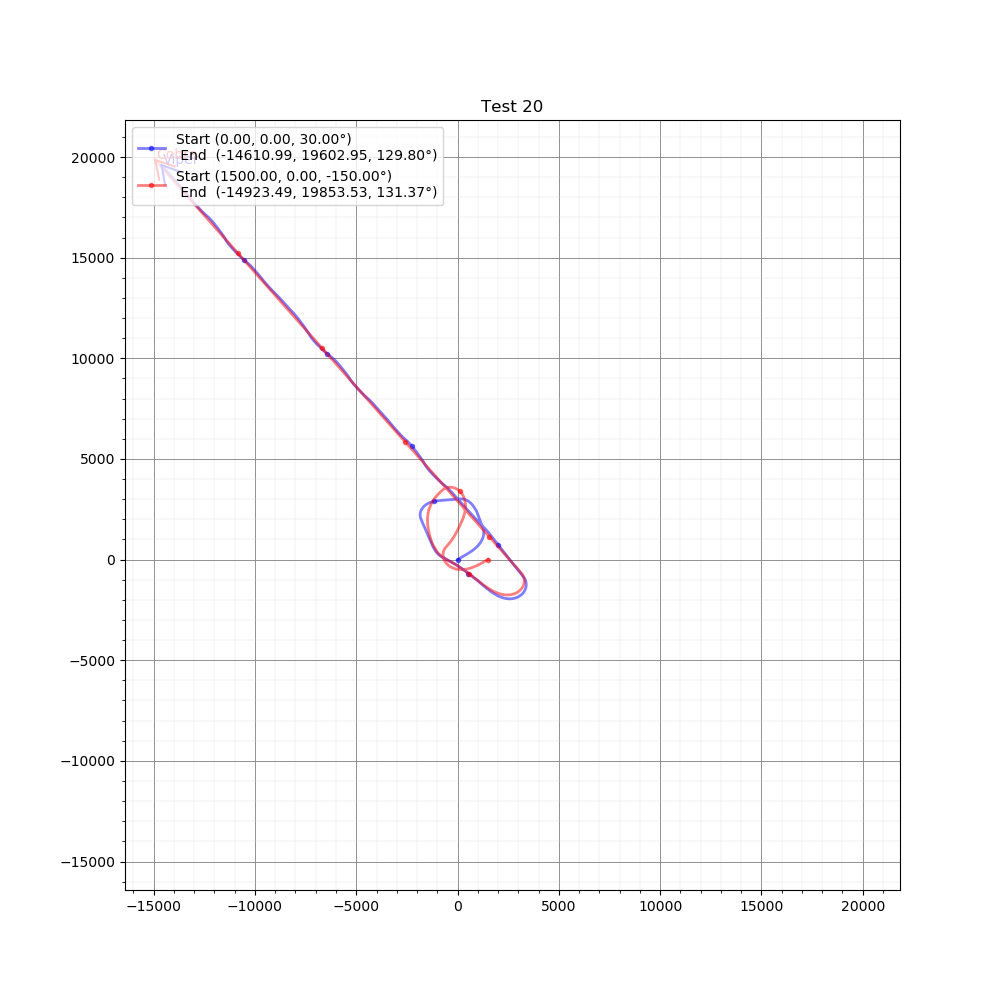 Test 20
Start (0.00, 0.00, 30.00°)
End (-14610.99, 19602.95, 129.80°)
Start (1500.00, 0.00, -150.00°)
End (-14923.49, 19853.53, 131.37°)
20000
15000
10000
5000
0
−5000
−10000
−15000
−15000 −10000 −5000 0 5000 10000 15000 20000